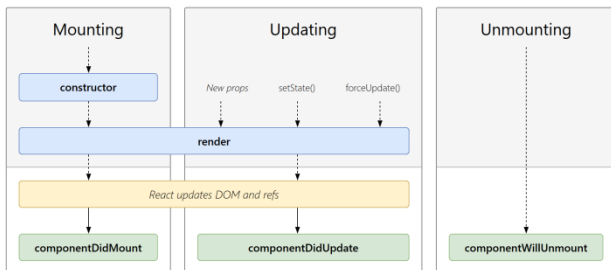 Mounting
Updating
Unmounting
constructor
New props
setState()
forceUpdate()
render
React updates DOM and refs
componentDidMount
componentDidUpdate
componentWillUnmount